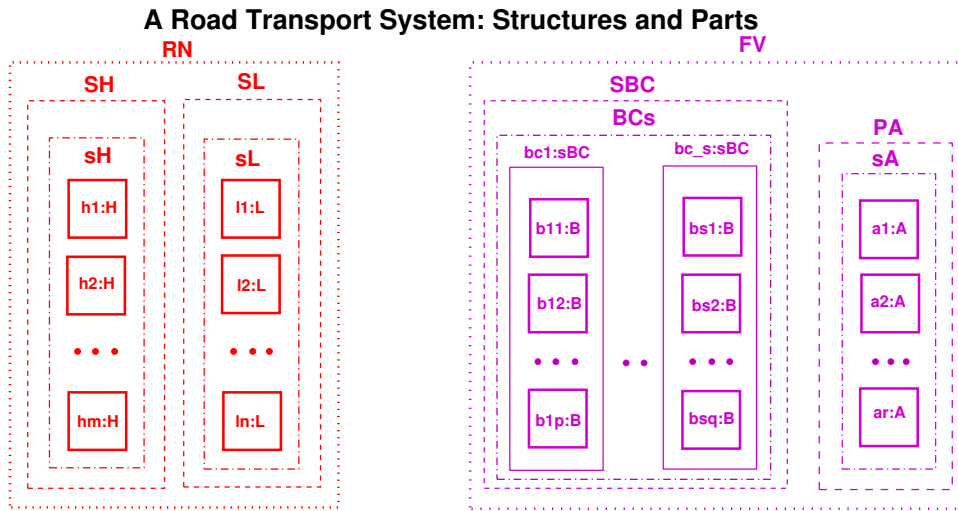 A Road Transport System: Structures and Parts
RN
FV
SH
SL
SBC
BCs
PA
sH
sL
bc1:sBC
bc_s:sBC
sA
h1:H
l1:L
b11:B
bs1:B
a1:A
h2:H
l2:L
b12:B
bs2:B
a2:A
• • •
• • •
• • •
• •
• • •
• • •
hm:H
ln:L
b1p:B
bsq:B
ar:A